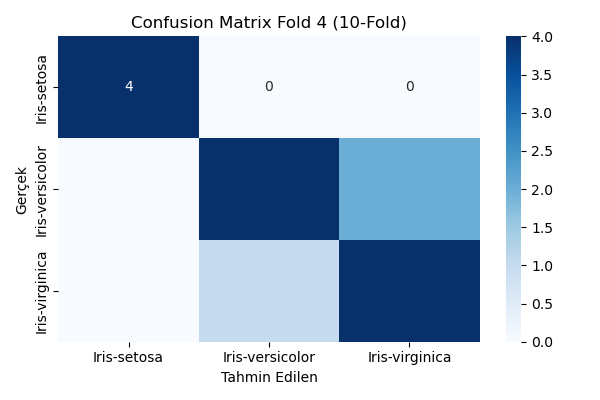 Confusion Matrix Fold 4 (10-Fold)
Gerçek
Iris-setosa
Iris-versicolor
Iris-virginica
4 0 0
Iris-setosa Iris-versicolor Iris-virginica
Tahmin Edilen
4.0
3.5
3.0
2.5
2.0
1.5
1.0
0.5
0.0